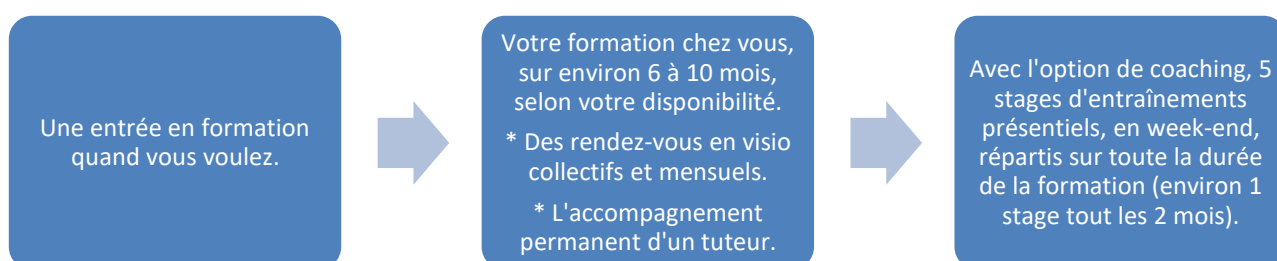 Une entrée en formation
quand vous voulez.
Votre formation chez vous,
sur environ 6 à 10 mois,
selon votre disponibilité.
* Des rendez-vous en visio
collectifs et mensuels.
* L'accompagnement
permanent d'un tuteur.
Avec l'option de coaching, 5
stages d'entraînements
présentiels, en week-end,
répartis sur toute la durée
de la formation (environ 1
stage tout les 2 mois).